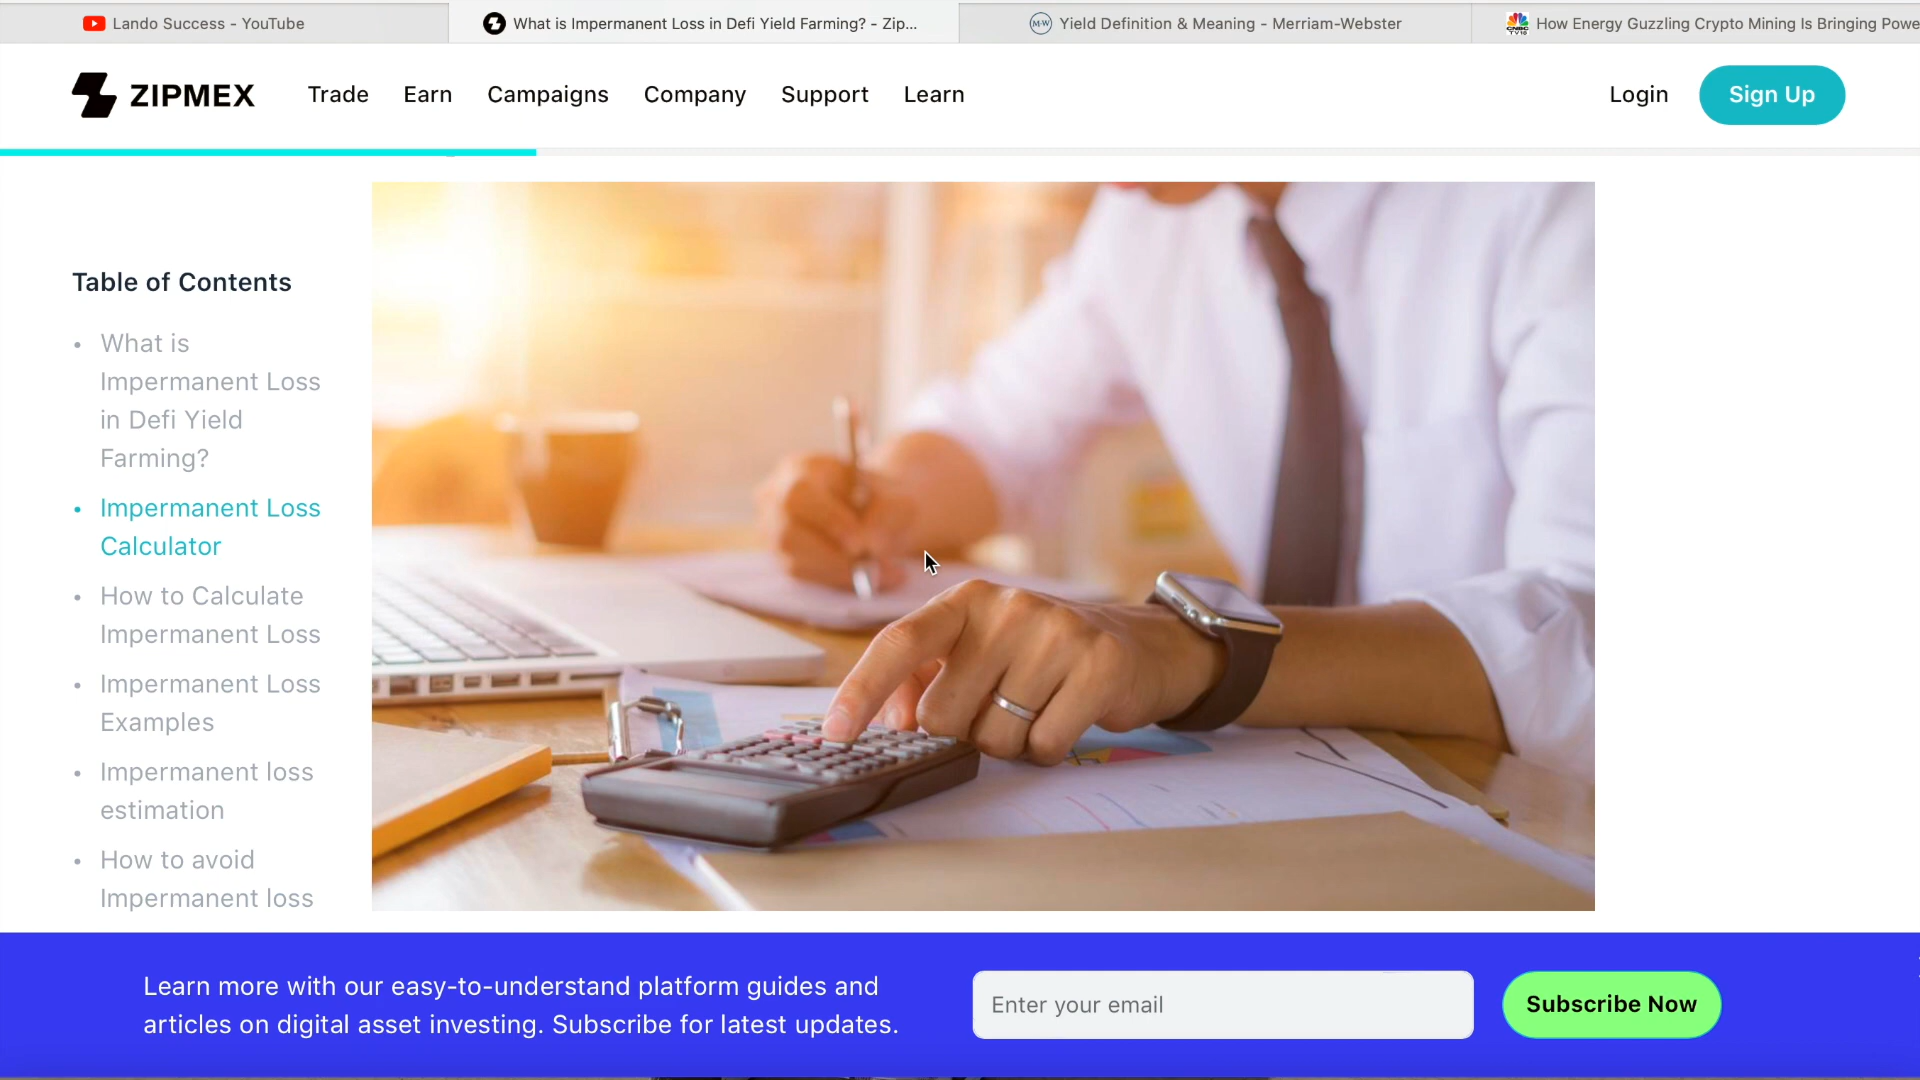 Lando Success - YouTube
What is Impermanent Loss in Defi Yield Farming? - Zip...
Yield Definition & Meaning - Merriam-Webster
How Energy Guzzling Crypto Mining Is Bringing Powe
ZIPMEX
Trade
Earn
Campaigns
Company
Support
Learn
Login
Sign Up
Table of Contents
• What is
Impermanent Loss
in Defi Yield
Farming?
• Impermanent Loss
Calculator
• How to Calculate
Impermanent Loss
• Impermanent Loss
Examples
• Impermanent loss
estimation
• How to avoid
Impermanent loss
Learn more with our easy-to-understand platform guides and
articles on digital asset investing. Subscribe for latest updates.
Enter your email
Subscribe Now